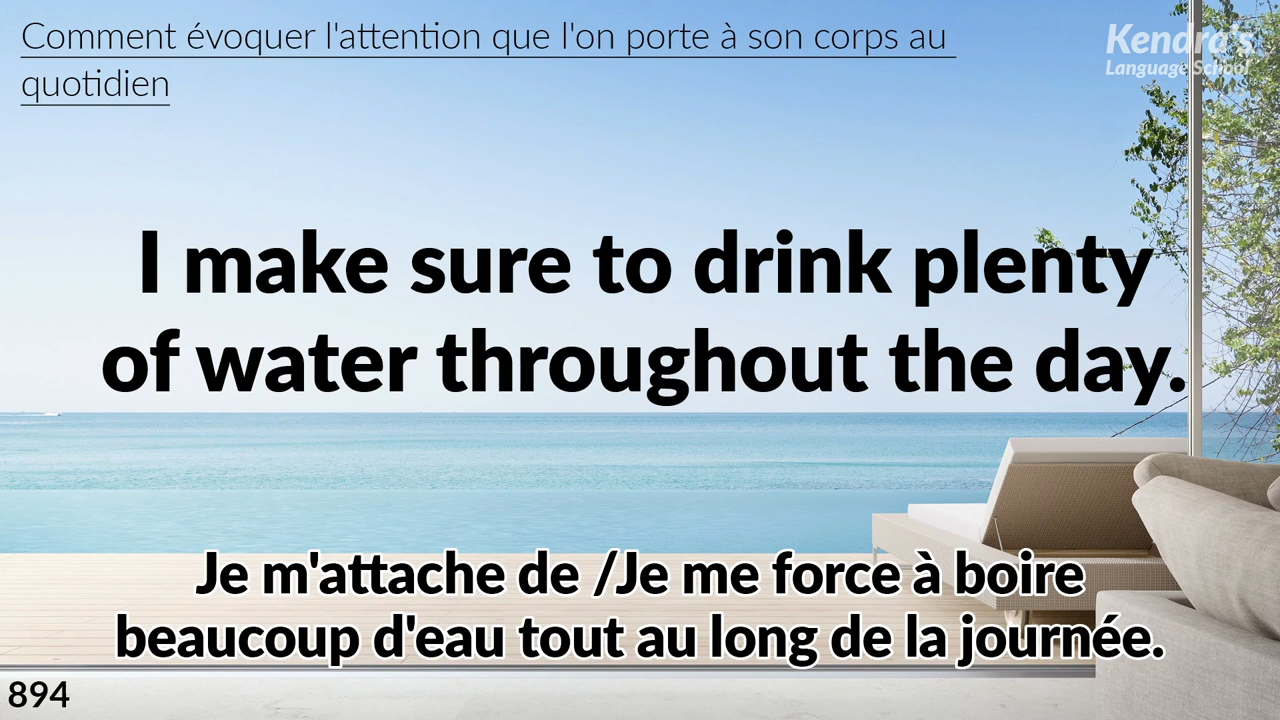 Comment évoquer l'attention que l'on porte à son corps au
quotidien
Kendra's
Language School
I make sure to drink plenty
of water throughout the day.
Je m'attache de /Je me force à boire
beaucoup d'eau tout au long de la journée.
894